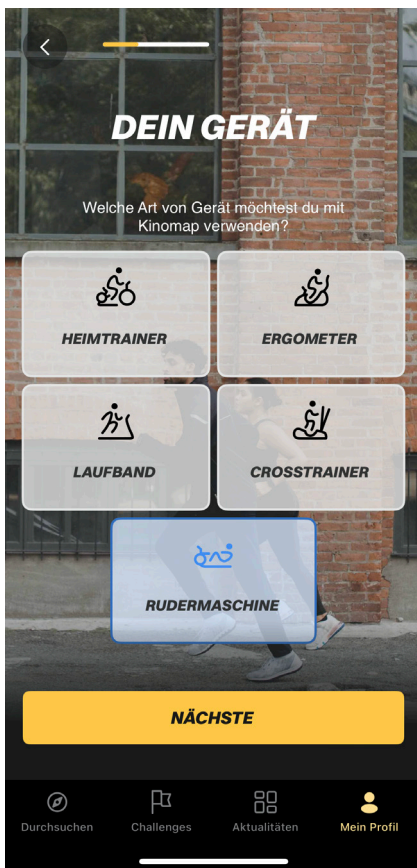 DEIN GERÄT
Welche Art von Gerät möchtest du mit
Kinomap verwenden?
HEIMTRAINER
ERGOMETER
LAUFBAND
CROSSTRAINER
RUDERMASCHINE
NÄCHSTE
Durchsuchen
Challenges
Aktualitäten
Mein Profil